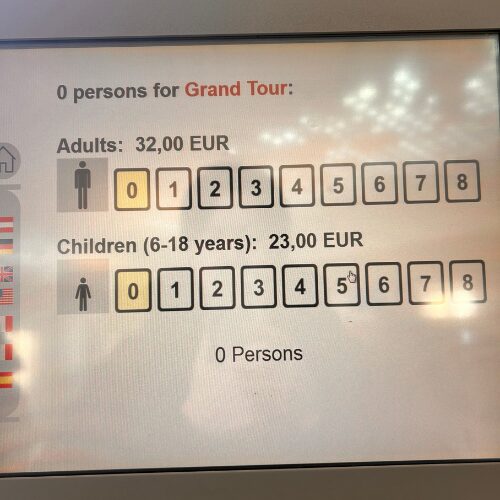 0 persons for Grand Tour:
Adults: 32,00 EUR
0 1 2 3 4 5 6 7 8
Children (6-18 years): 23,00 EUR
0 1 2 3 4 5 6 7 8
0 Persons